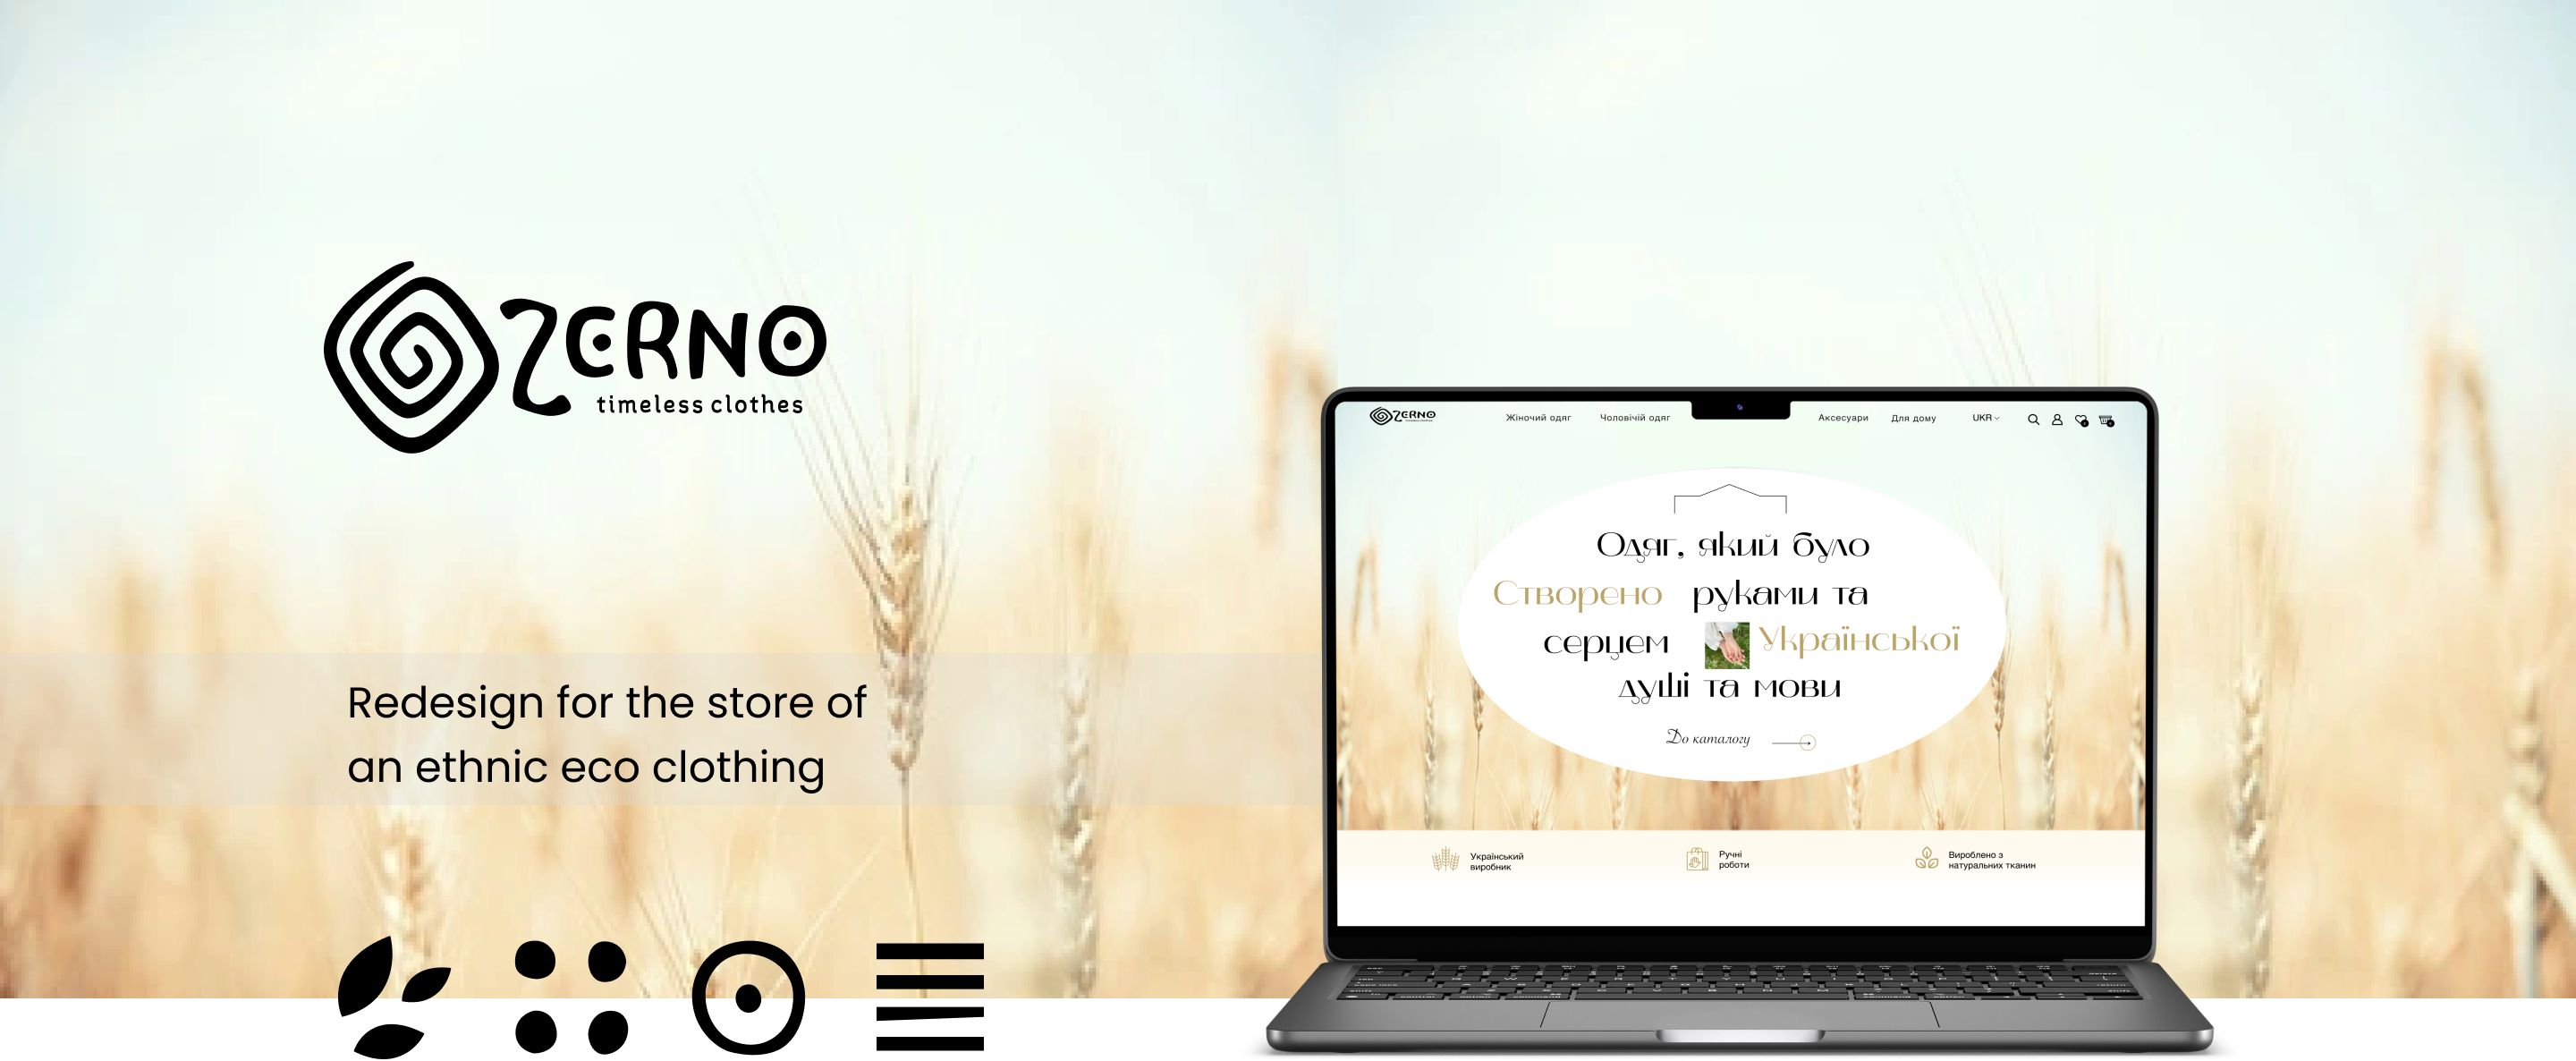 ZERNO
timeless clothes
Redesign for the store of
an ethnic eco clothing
ZERNO
Жіночий одяг
Чоловічій одяг
Аксесуари
Для дому
UKR
Одяг, який було
Створено руками та
серцем Української
душі та мови
До каталогу
Український
виробник
Ручні
роботи
Вироблено з
натуральних тканин